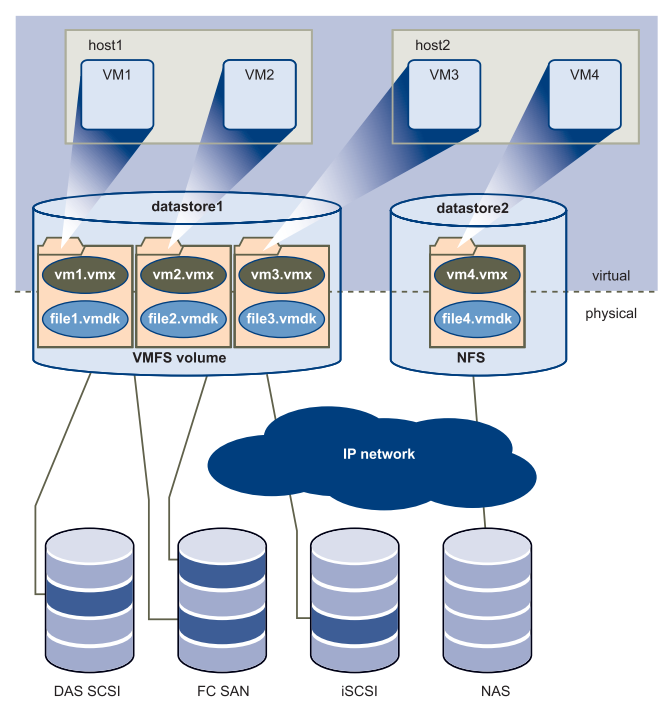 host1
host2
VM1
VM2
VM3
VM4
datastore1
datastore2
vm1.vmx
vm2.vmx
vm3.vmx
vm4.vmx
virtual
physical
file1.vmdk
file2.vmdk
file3.vmdk
file4.vmdk
VMFS volume
NFS
IP network
DAS SCSI
FC SAN
iSCSI
NAS